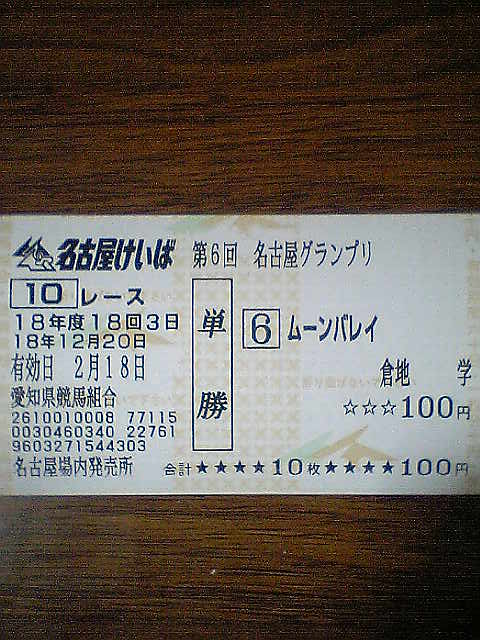 名古屋けいば 第6回 名古屋グランプリ
10レース
18年度18回3日
18年12月20日
有効日 2月18日
愛知県競馬組合
2610010008 77115
0030460340 22761
9603271544303
名古屋場内発売所
単勝
6 ムーンバレイ
倉地 学
☆☆☆100円
合計★★★★10枚★★★★100円